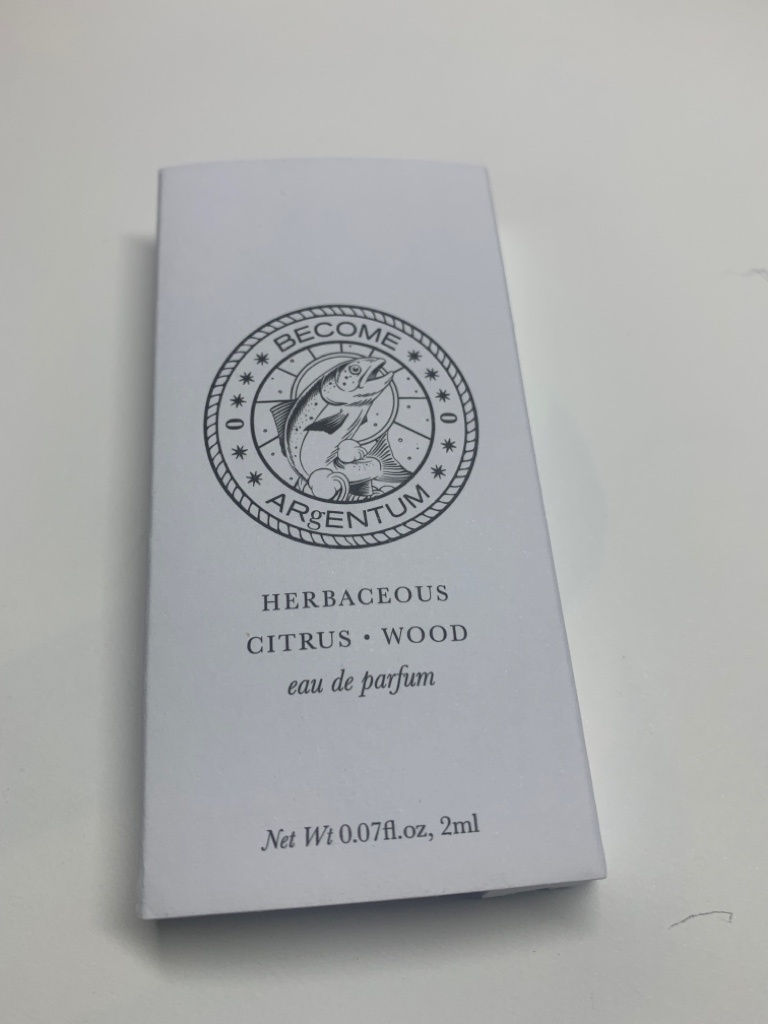 BECOME
0 0
ARgENTUM
HERBACEOUS
CITRUS • WOOD
eau de parfum
Net Wt 0.07fl.oz, 2ml